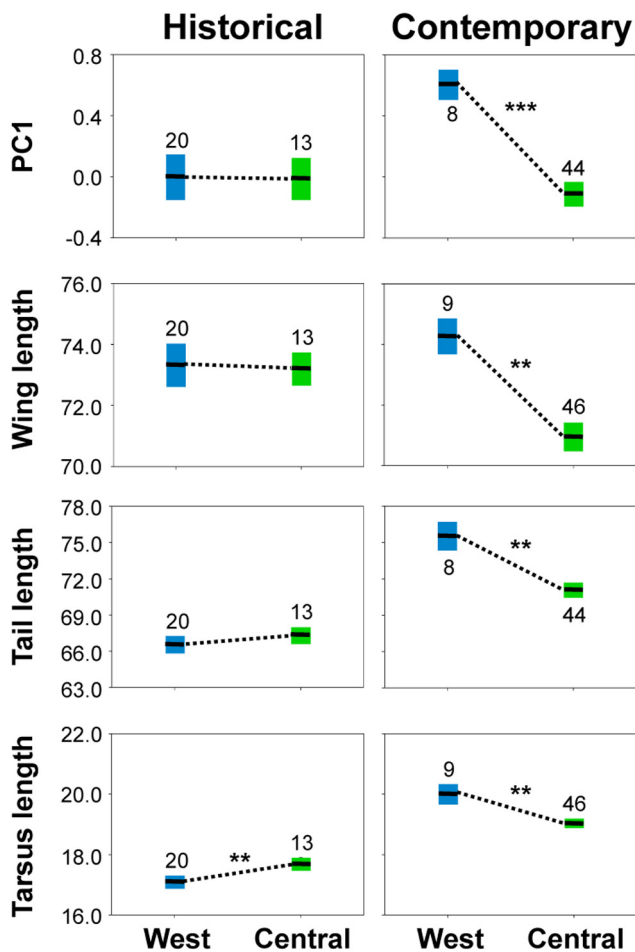 Historical Contemporary
PC1
0.8
0.4
0.0
-0.4
20 13
8 *** 44
Wing length
76.0
74.0
72.0
70.0
20 13
9 ** 46
Tail length
78.0
75.0
72.0
69.0
66.0
63.0
20 13
8 ** 44
Tarsus length
22.0
20.0
18.0
16.0
20 ** 13
9 ** 46
West Central West Central